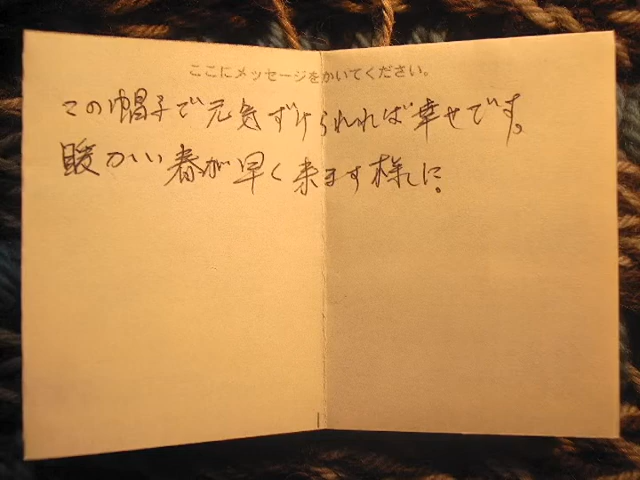 ここにメッセージをかいてください。
この帽子で元気ずけられれば幸せです。
暖かい春が早く来ます様に。